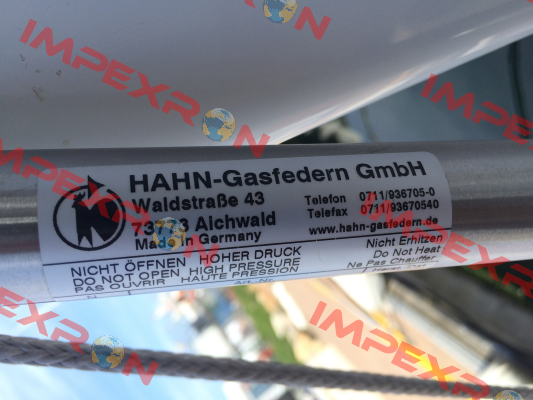 IMPEXRON
HAHN-Gasfedern GmbH
Waldstraße 43
Telefon 0711/936705-0
Aichwald
Telefax 0711/93670540
Made in Germany
www.hahn-gasfedern.de
NICHT ÖFFNEN HOHER DRUCK
Nicht Erhitzen
DO NOT OPEN HIGH PRESSURE
Do Not Heat
PAS OUVRIR HAUTE PRESSION
Ne Pas Chauffer
IMPEXRON
IMPEXRON